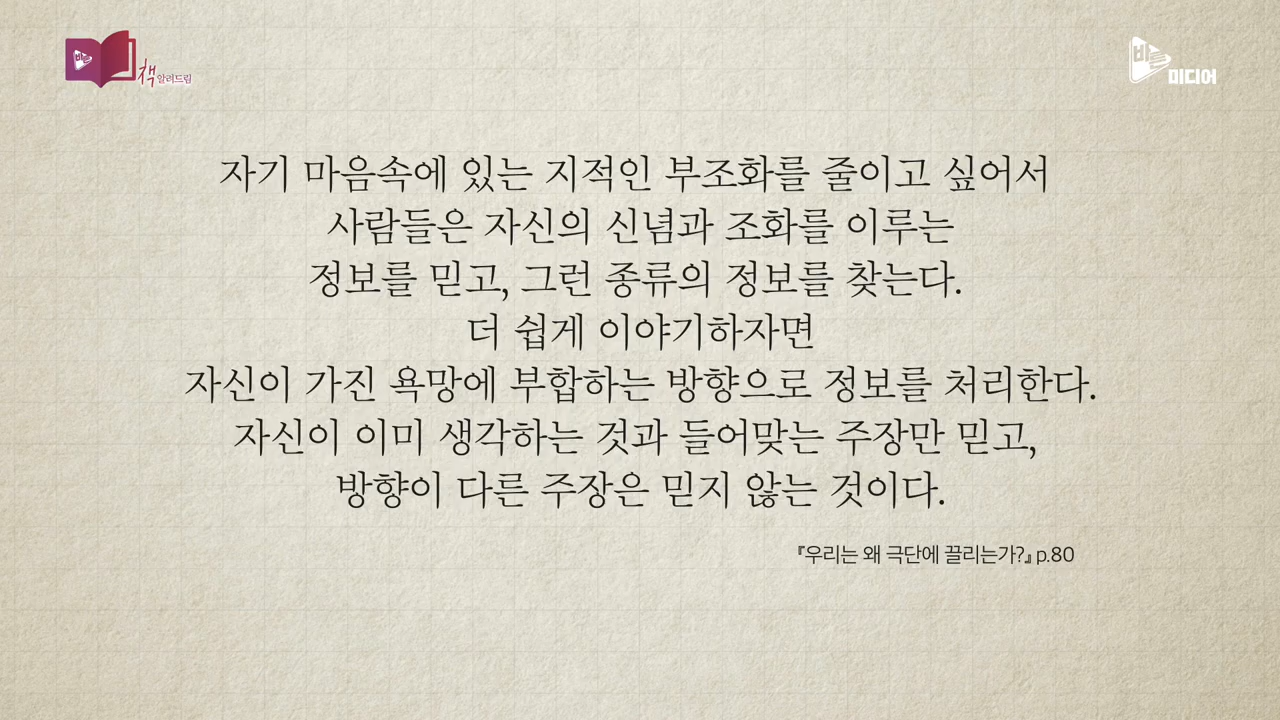 책 알려드림
바른
미디어
자기 마음속에 있는 지적인 부조화를 줄이고 싶어서
사람들은 자신의 신념과 조화를 이루는
정보를 믿고, 그런 종류의 정보를 찾는다.
더 쉽게 이야기하자면
자신이 가진 욕망에 부합하는 방향으로 정보를 처리한다.
자신이 이미 생각하는 것과 들어맞는 주장만 믿고,
방향이 다른 주장은 믿지 않는 것이다.
『우리는 왜 극단에 끌리는가?』 p.80